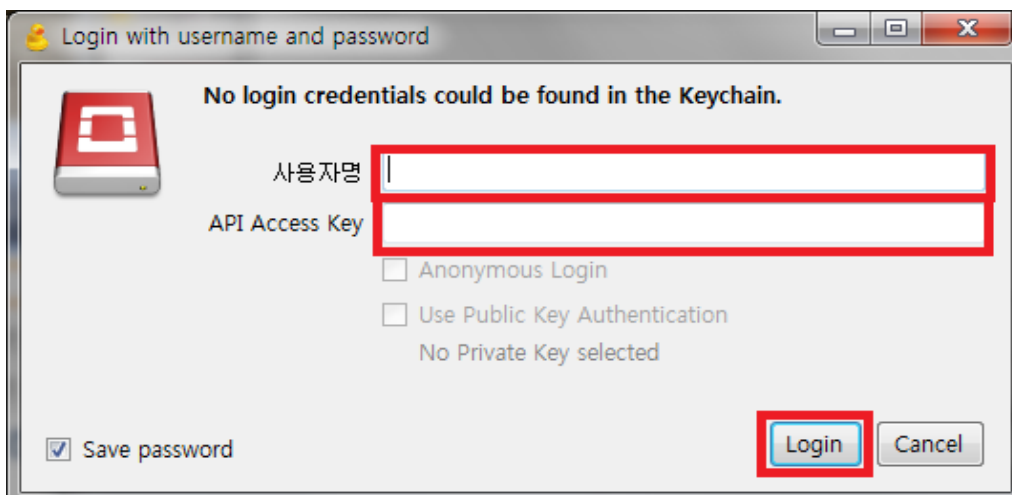 Login with username and password
No login credentials could be found in the Keychain.
사용자명
API Access Key
Anonymous Login
Use Public Key Authentication
No Private Key selected
Save password
Login
Cancel